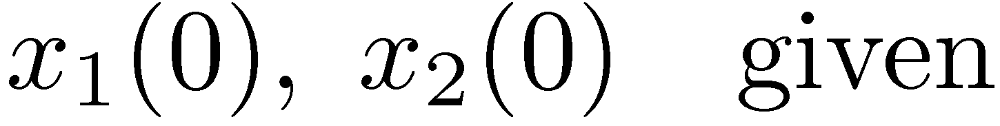 x₁(0), x₂(0) given